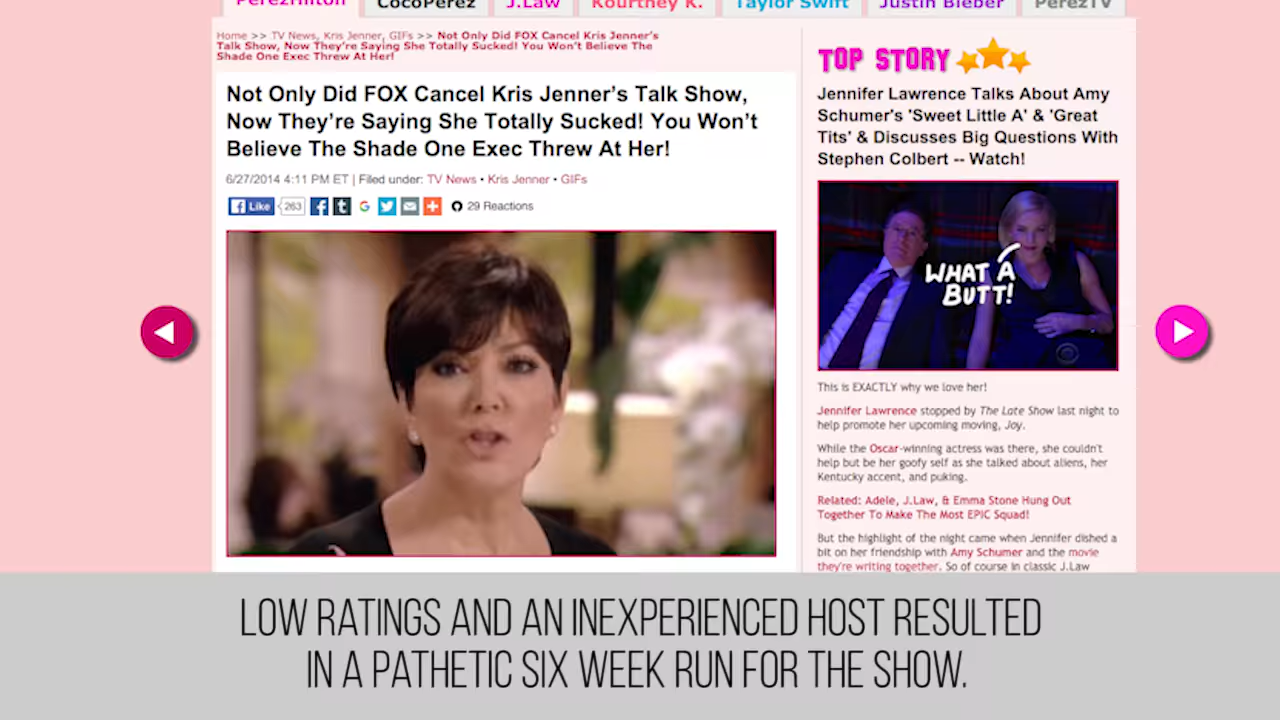 PerezHilton
CocoPerez
J.Law
Kourtney K.
Taylor Swift
Justin Bieber
PerezTV
Home >> TV News, Kris Jenner, GIFs >> Not Only Did FOX Cancel Kris Jenner's
Talk Show, Now They're Saying She Totally Sucked! You Won't Believe The
Shade One Exec Threw At Her!
Not Only Did FOX Cancel Kris Jenner's Talk Show,
Now They're Saying She Totally Sucked! You Won't
Believe The Shade One Exec Threw At Her!
6/27/2014 4:11 PM ET | Filed under: TV News • Kris Jenner • GIFs
Like 263 29 Reactions
TOP STORY
Jennifer Lawrence Talks About Amy
Schumer's 'Sweet Little A' & 'Great
Tits' & Discusses Big Questions With
Stephen Colbert -- Watch!
WHAT A
BUTT!
This is EXACTLY why we love her!
Jennifer Lawrence stopped by The Late Show last night to
help promote her upcoming moving, Joy.
While the Oscar-winning actress was there, she couldn't
help but be her goofy self as she talked about aliens, her
Kentucky accent, and puking.
Related: Adele, J.Law, & Emma Stone Hung Out
Together To Make The Most EPIC Squad!
But the highlight of the night came when Jennifer dished a
bit on her friendship with Amy Schumer and the movie
they're writing together. So of course in classic J.Law
LOW RATINGS AND AN INEXPERIENCED HOST RESULTED
IN A PATHETIC SIX WEEK RUN FOR THE SHOW.